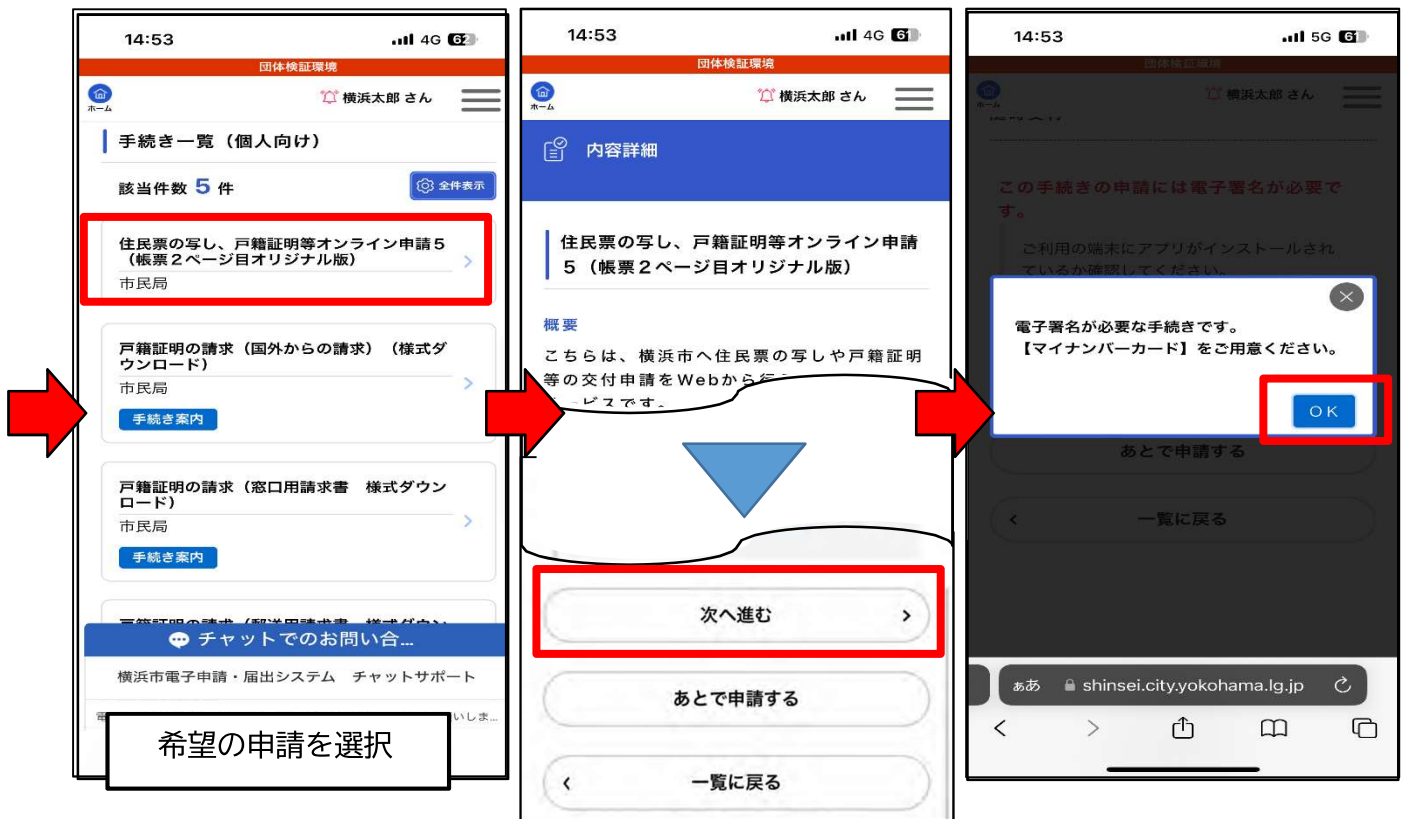 14:53
4G 62
団体検証環境
ホーム
横浜太郎 さん
手続き一覧（個人向け）
該当件数 5 件
全件表示
住民票の写し、戸籍証明等オンライン申請５
（帳票２ページ目オリジナル版）
市民局
戸籍証明の請求（国外からの請求）（様式ダ
ウンロード）
市民局
手続き案内
戸籍証明の請求（窓口用請求書　様式ダウン
ロード）
市民局
手続き案内
戸籍証明の請求（郵送用請求書　様式ダウン
チャットでのお問い合...
横浜市電子申請・届出システム　チャットサポート
希望の申請を選択
14:53
4G 61
団体検証環境
ホーム
横浜太郎 さん
内容詳細
住民票の写し、戸籍証明等オンライン申請
５（帳票２ページ目オリジナル版）
概要
こちらは、横浜市へ住民票の写しや戸籍証明
等の交付申請をWebから行う
ービスです。
次へ進む
あとで申請する
一覧に戻る
14:53
5G 61
団体検証環境
ホーム
横浜太郎 さん
この手続きの申請には電子署名が必要で
す。
ご利用の端末にアプリがインストールされ
ているか確認してください。
電子署名が必要な手続きです。
【マイナンバーカード】をご用意ください。
ＯＫ
あとで申請する
一覧に戻る
ぁあ shinsei.city.yokohama.lg.jp